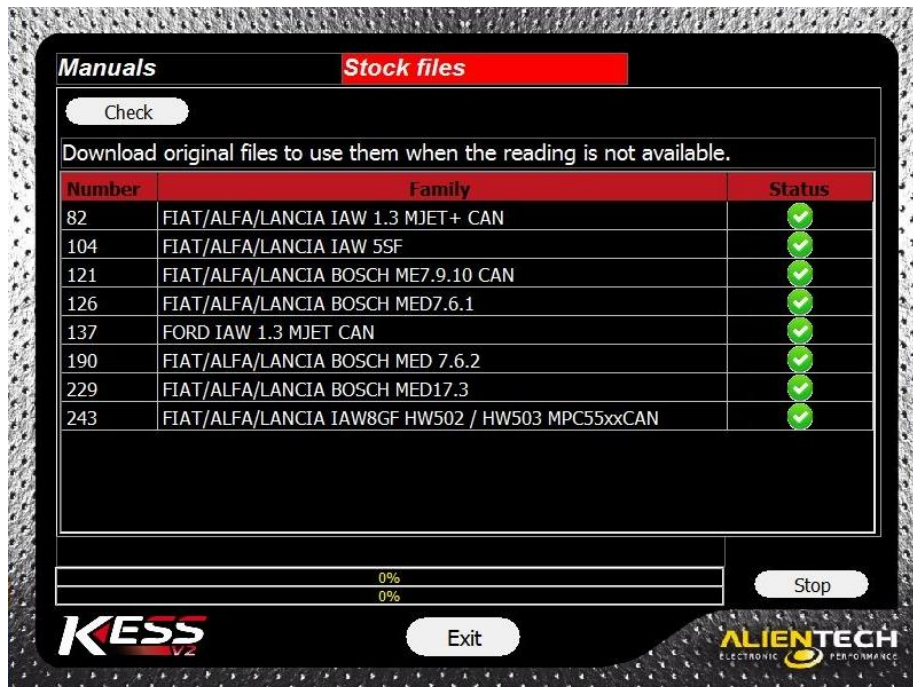 Manuals Stock files
Check
Download original files to use them when the reading is not available.
Number Family Status
82 FIAT/ALFA/LANCIA IAW 1.3 MJET+ CAN
104 FIAT/ALFA/LANCIA IAW 5SF
121 FIAT/ALFA/LANCIA BOSCH ME7.9.10 CAN
126 FIAT/ALFA/LANCIA BOSCH MED7.6.1
137 FORD IAW 1.3 MJET CAN
190 FIAT/ALFA/LANCIA BOSCH MED 7.6.2
229 FIAT/ALFA/LANCIA BOSCH MED17.3
243 FIAT/ALFA/LANCIA IAW8GF HW502 / HW503 MPC55xxCAN
0%
0%
Stop
KESS V2
Exit
ALIENTECH
ELECTRONIC PERFORMANCE